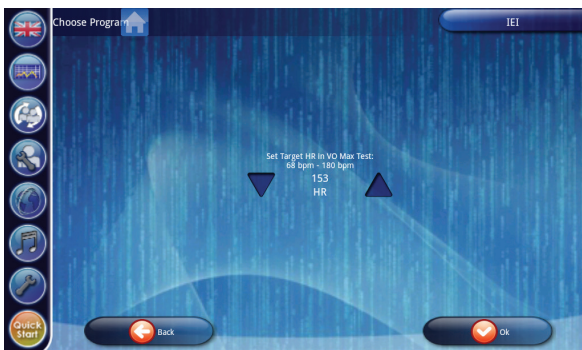 Choose Program
IEI
Set Target HR in VO Max Test:
68 bpm - 180 bpm
153
HR
Quick
Start
Back
Ok